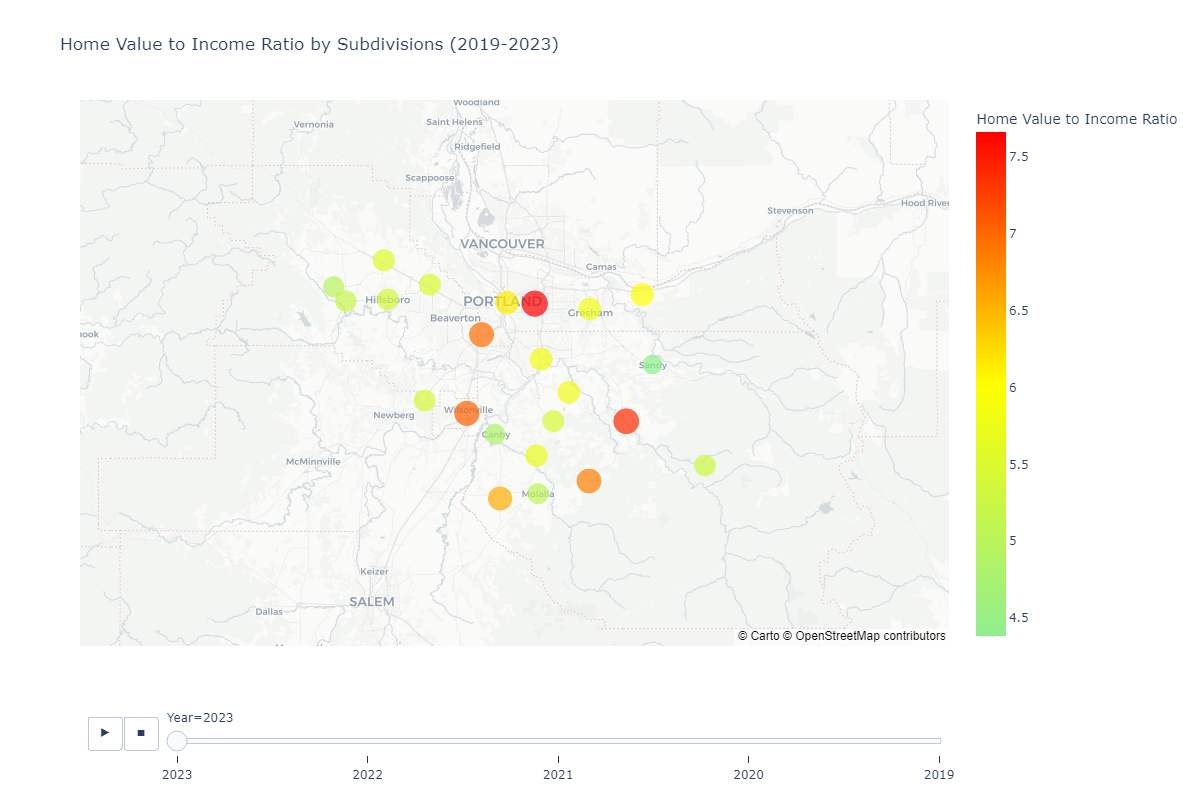 Home Value to Income Ratio by Subdivisions (2019-2023)
Home Value to Income Ratio
Woodland
Saint Helens
Vernonia
Ridgefield
Scappoose
Hood River
Stevenson
VANCOUVER
Camas
Hillsboro
PORTLAND
Gresham
Beaverton
ook
Sandy
Wilsonville
Newberg
Canby
McMinnville
Molalla
Keizer
SALEM
Dallas
© Carto © OpenStreetMap contributors
7.5
7
6.5
6
5.5
5
4.5
Year=2023
2023 2022 2021 2020 2019